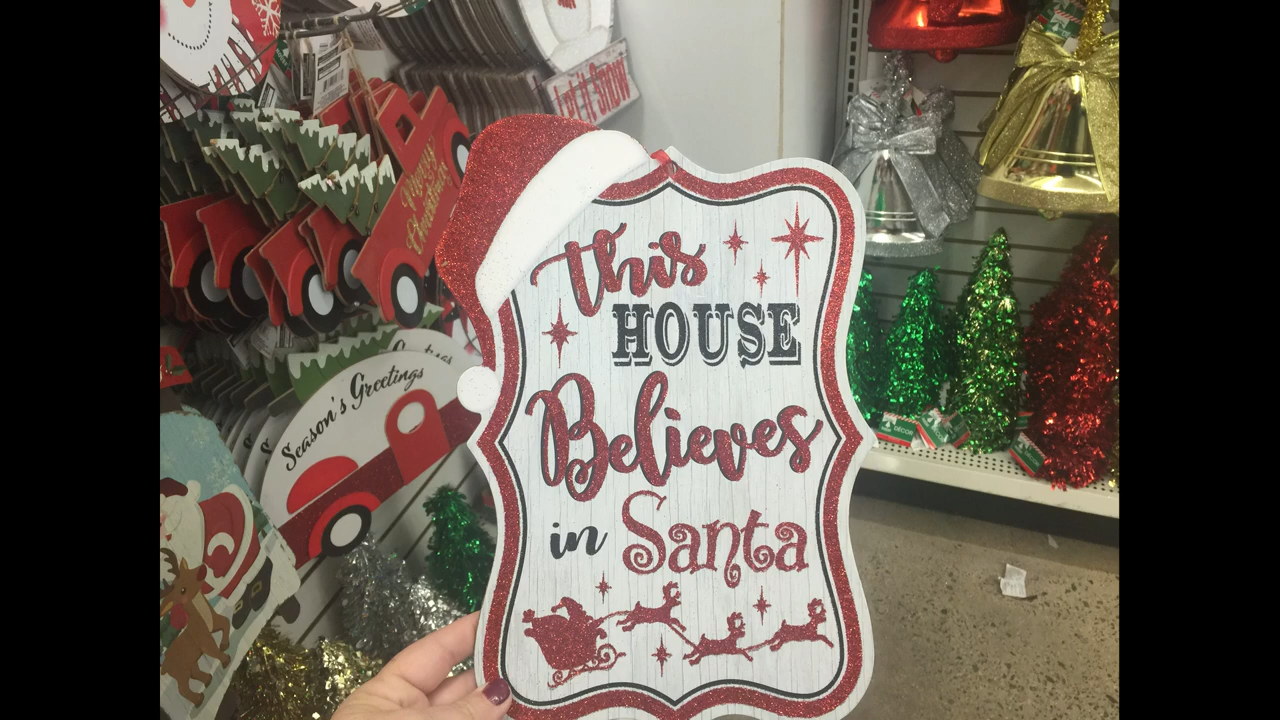 Let it SNOW
Merry
Christmas
this
HOUSE
Believes
in Santa
Season's Greetings